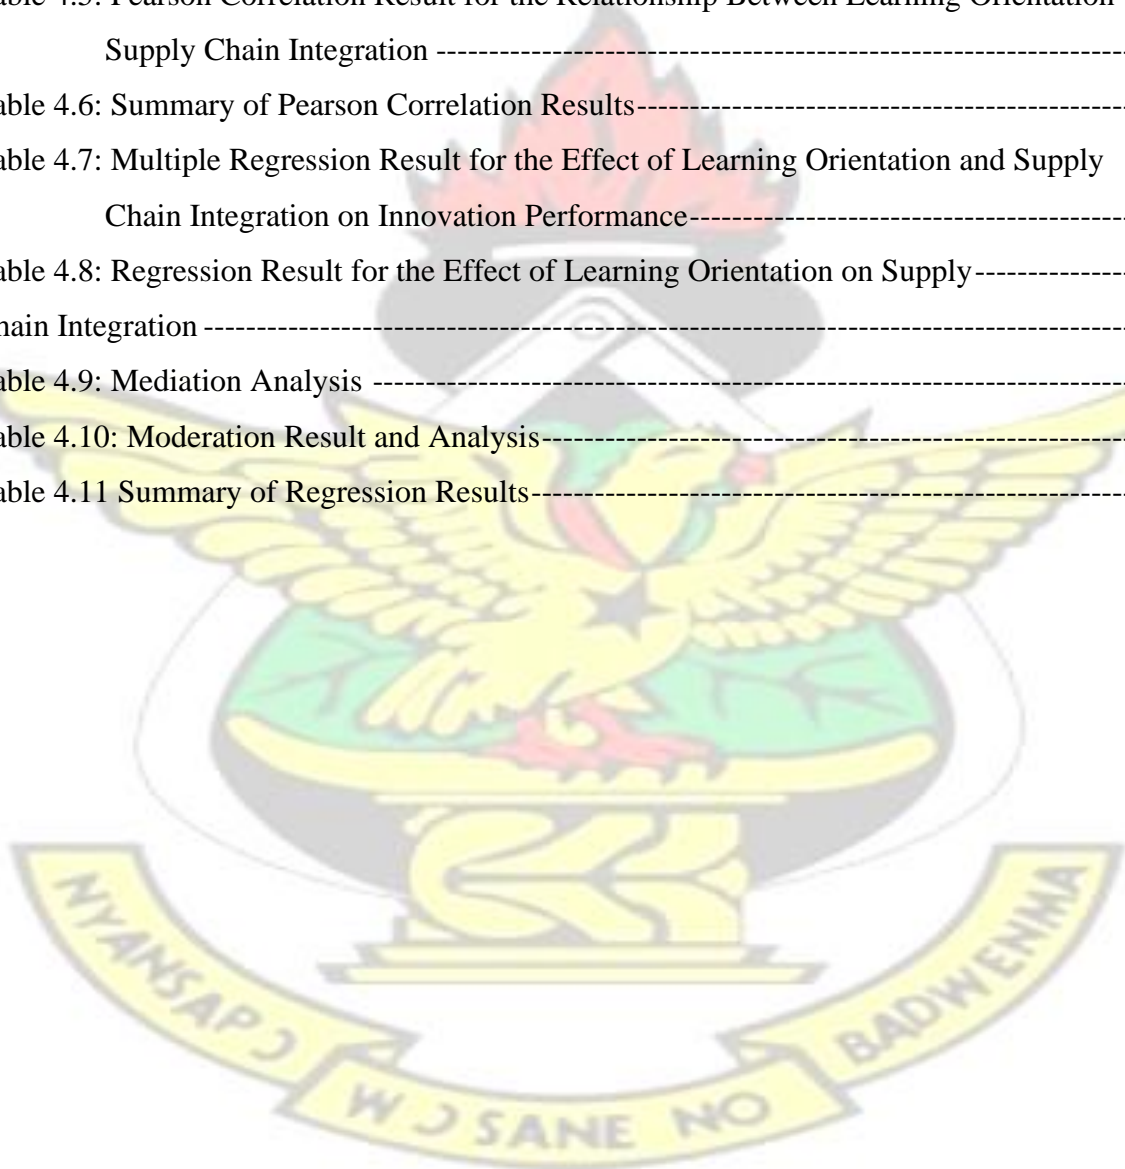 able 4.5: Pearson Correlation Result for the Relationship Between Learning Orientation
Supply Chain Integration ------------------------------------------------------------------
able 4.6: Summary of Pearson Correlation Results-----------------------------------------------
able 4.7: Multiple Regression Result for the Effect of Learning Orientation and Supply
Chain Integration on Innovation Performance------------------------------------------
able 4.8: Regression Result for the Effect of Learning Orientation on Supply---------------
hain Integration ----------------------------------------------------------------------------------------
able 4.9: Mediation Analysis ------------------------------------------------------------------------
able 4.10: Moderation Result and Analysis--------------------------------------------------------
able 4.11 Summary of Regression Results---------------------------------------------------------
NYANSAPƆ
WƆSANE NO
BADWENMA